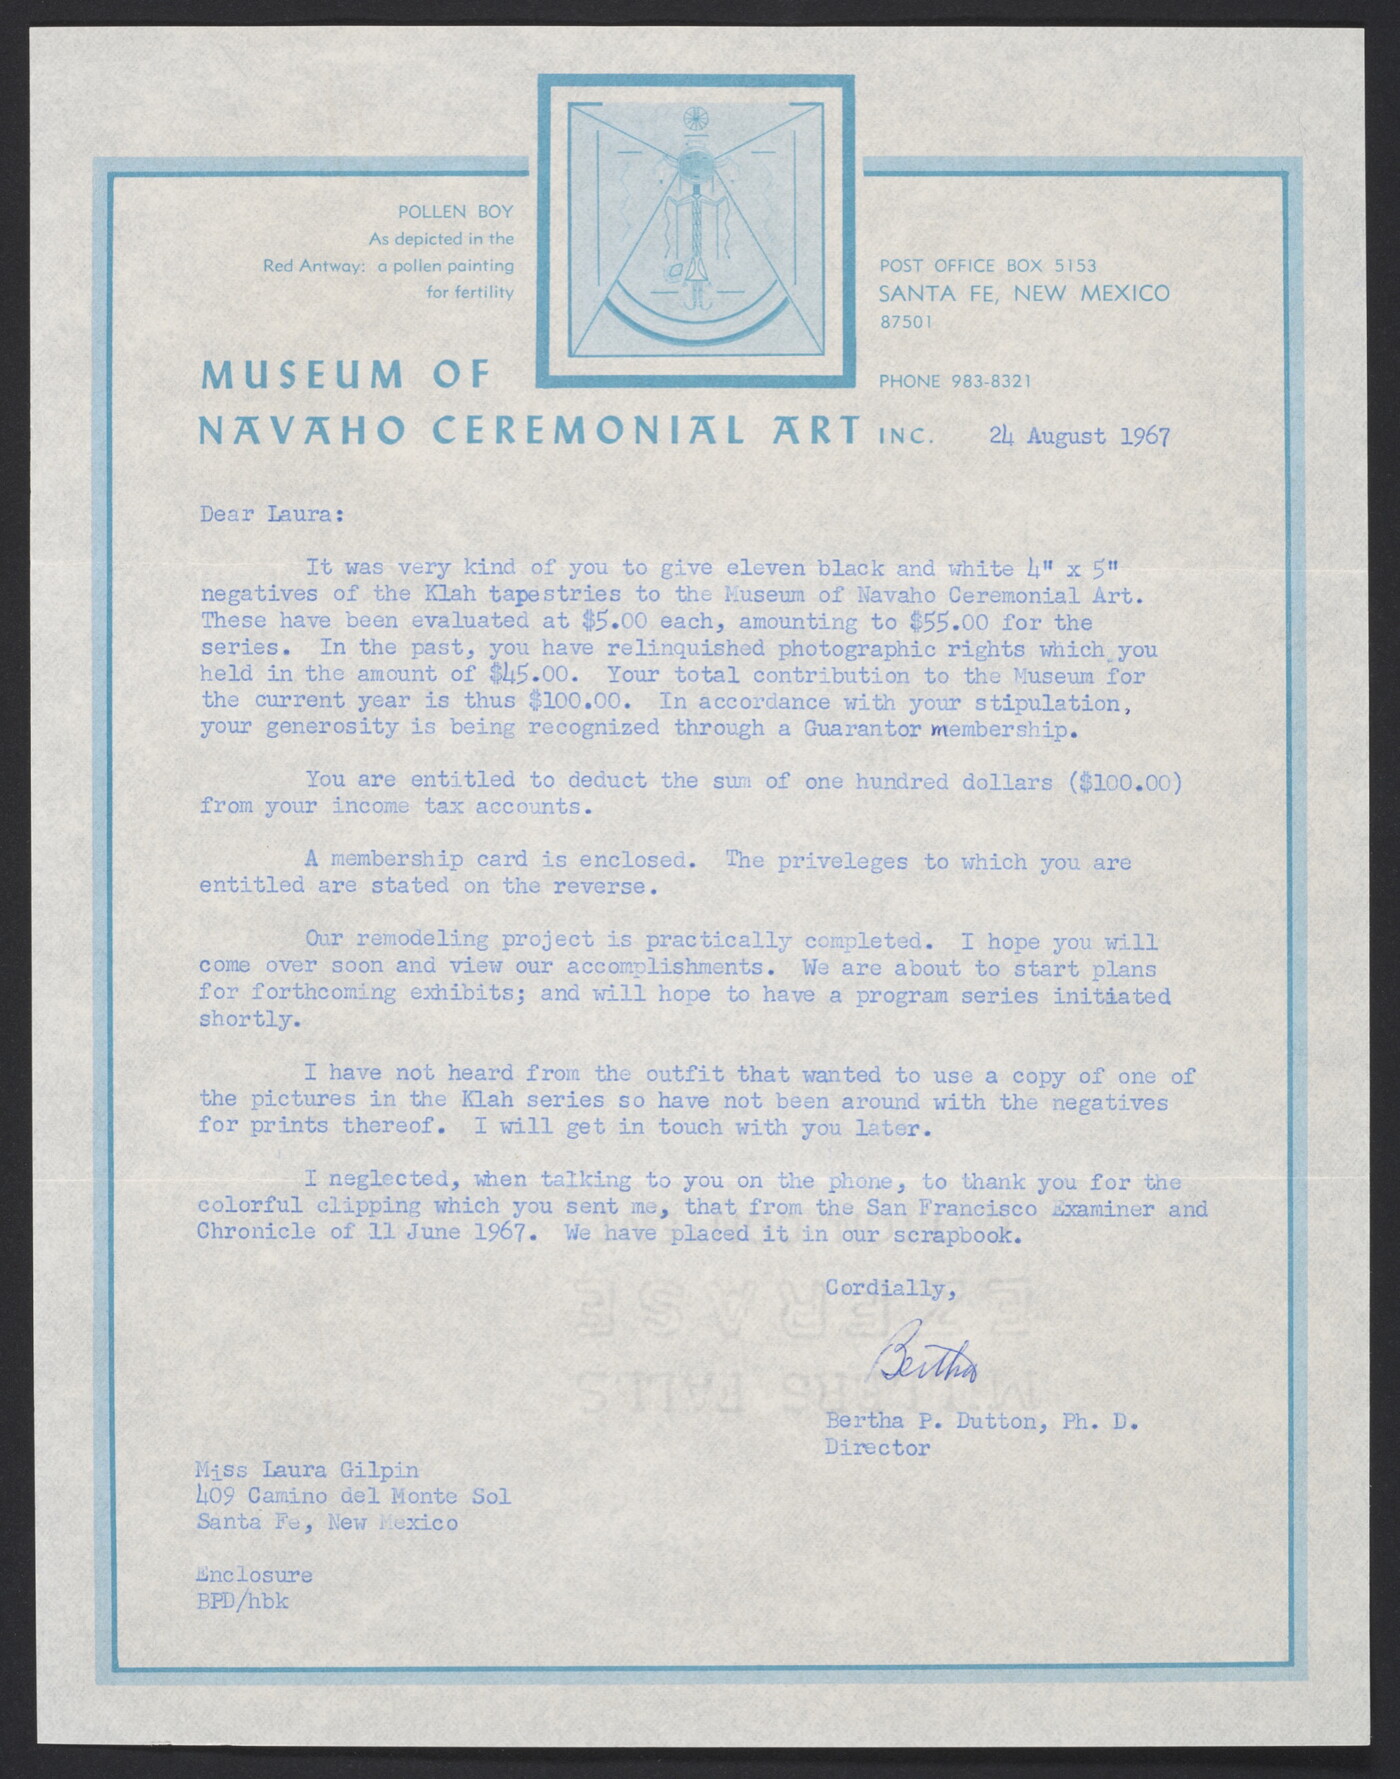 POLLEN BOY
As depicted in the
Red Antway: a pollen painting
for fertility
POST OFFICE BOX 5153
SANTA FE, NEW MEXICO
87501
PHONE 983-8321
MUSEUM OF
NAVAHO CEREMONIAL ART INC.
24 August 1967
Dear Laura:
It was very kind of you to give eleven black and white 4" x 5"
negatives of the Klah tapestries to the Museum of Navaho Ceremonial Art.
These have been evaluated at $5.00 each, amounting to $55.00 for the
series. In the past, you have relinquished photographic rights which you
held in the amount of $45.00. Your total contribution to the Museum for
the current year is thus $100.00. In accordance with your stipulation,
your generosity is being recognized through a Guarantor membership.
You are entitled to deduct the sum of one hundred dollars ($100.00)
from your income tax accounts.
A membership card is enclosed. The priveleges to which you are
entitled are stated on the reverse.
Our remodeling project is practically completed. I hope you will
come over soon and view our accomplishments. We are about to start plans
for forthcoming exhibits; and will hope to have a program series initiated
shortly.
I have not heard from the outfit that wanted to use a copy of one of
the pictures in the Klah series so have not been around with the negatives
for prints thereof. I will get in touch with you later.
I neglected, when talking to you on the phone, to thank you for the
colorful clipping which you sent me, that from the San Francisco Examiner and
Chronicle of 11 June 1967. We have placed it in our scrapbook.
Cordially,
EZERASE
Bertha
MILLERS FALLS
Bertha P. Dutton, Ph. D.
Director
Miss Laura Gilpin
409 Camino del Monte Sol
Santa Fe, New Mexico
Enclosure
BPD/hbk